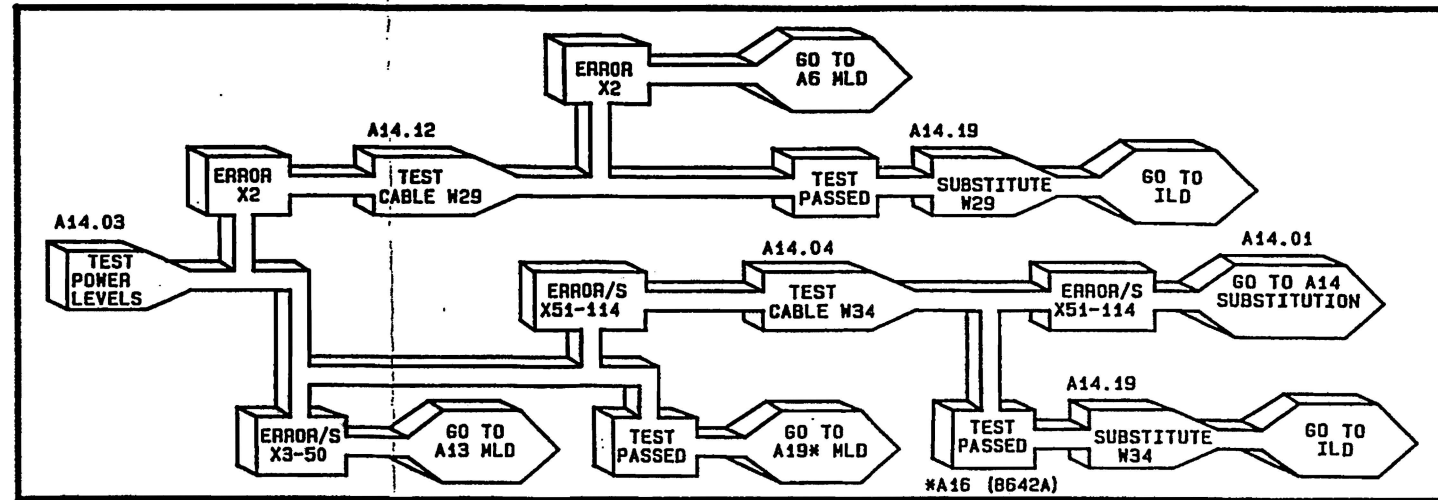 ERROR
X2
GO TO
A6 MLD
A14.12
A14.19
ERROR
X2
TEST
CABLE W29
TEST
PASSED
SUBSTITUTE
W29
GO TO
ILD
A14.03
TEST
POWER
LEVELS
A14.04
A14.01
ERROR/S
X51-114
TEST
CABLE W34
ERROR/S
X51-114
GO TO A14
SUBSTITUTION
A14.19
ERROR/S
X3-50
GO TO
A13 MLD
TEST
PASSED
GO TO
A19* MLD
TEST
PASSED
SUBSTITUTE
W34
GO TO
ILD
*A16 (8642A)